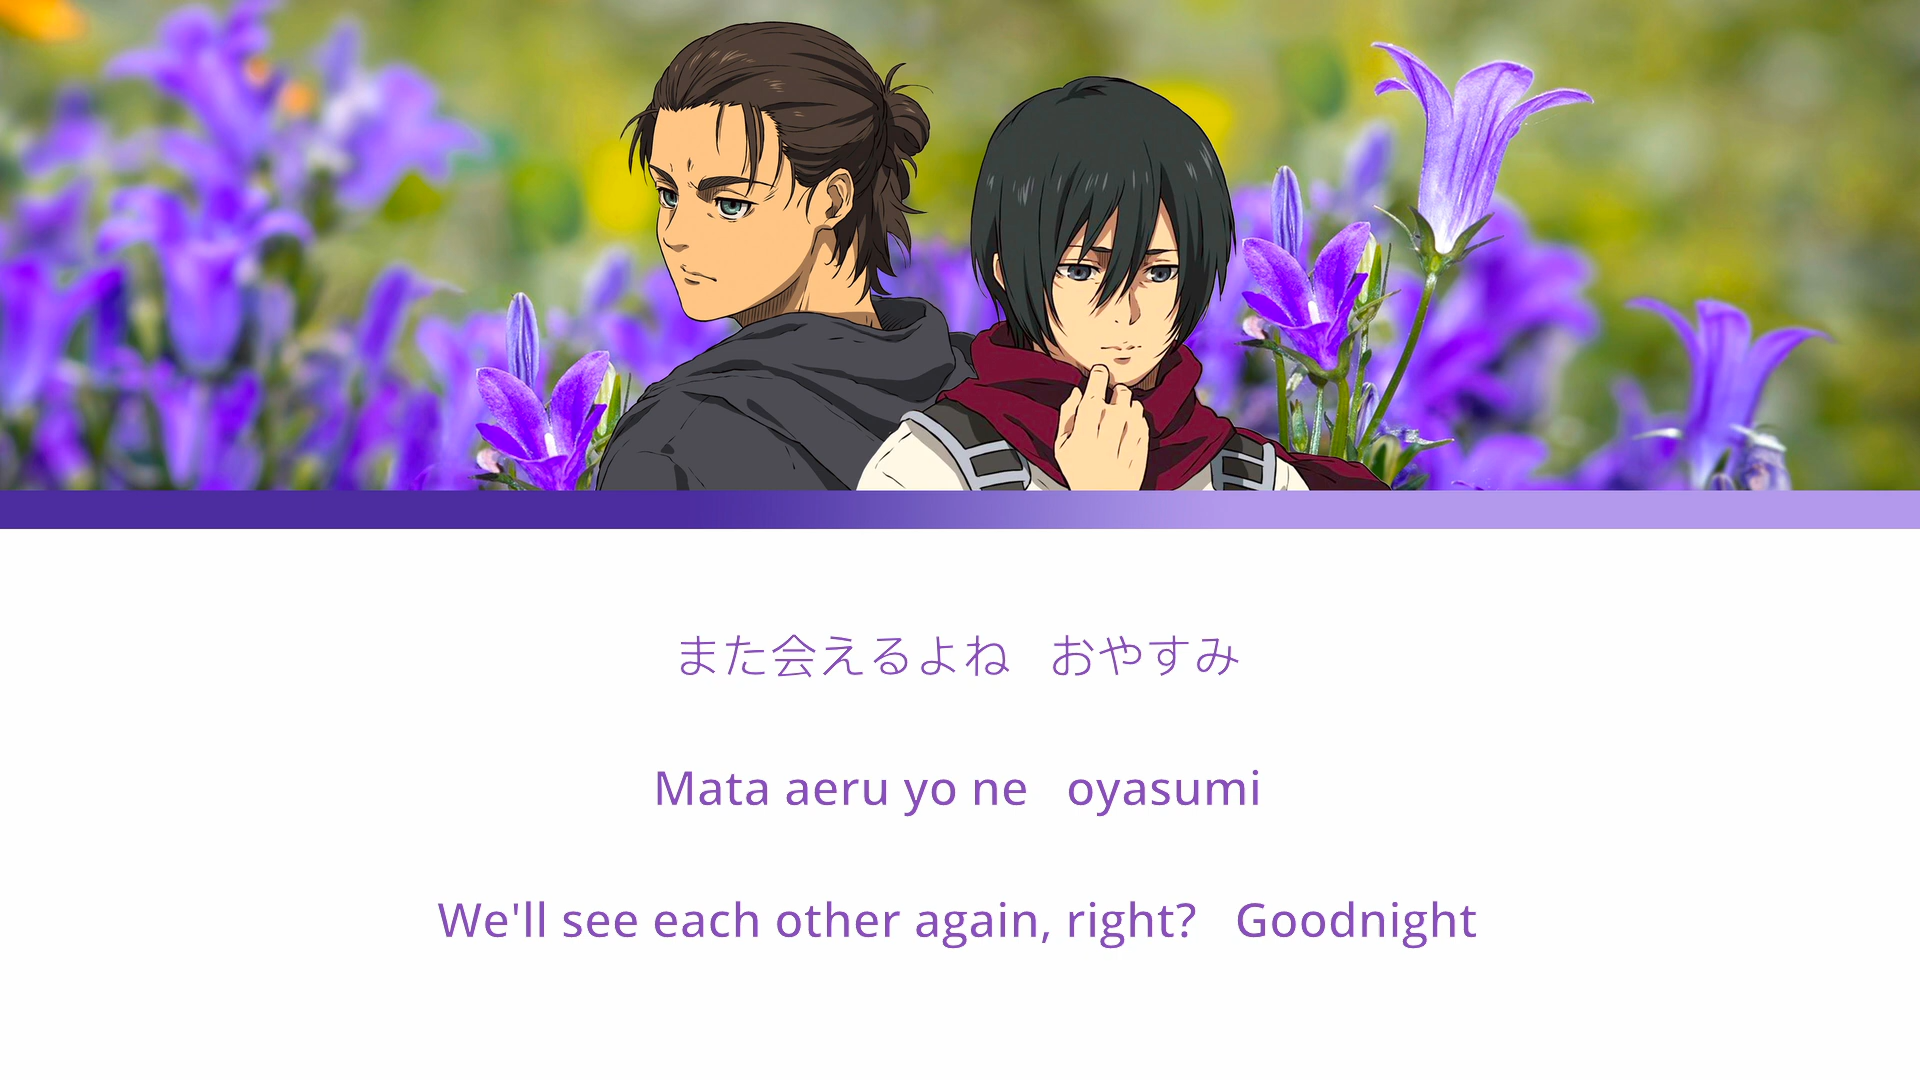 また会えるよね おやすみ
Mata aeru yo ne oyasumi
We'll see each other again, right? Goodnight